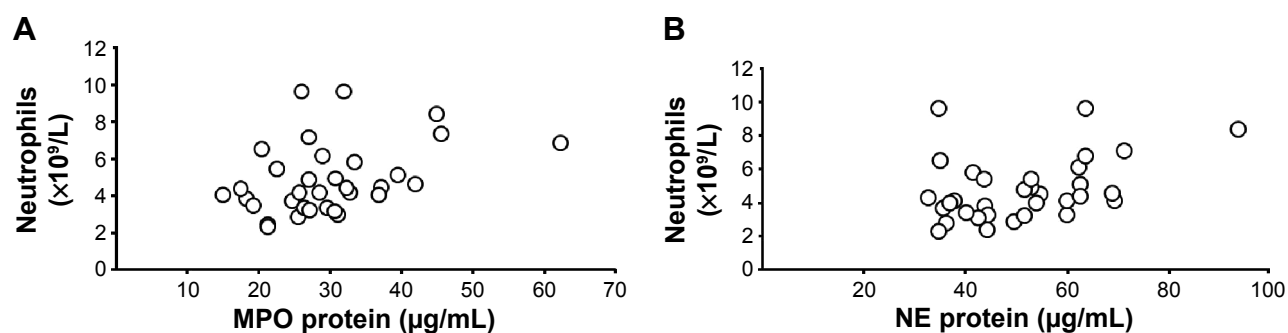 A
Neutrophils
(×10⁹/L)
12
10
8
6
4
2
0
10 20 30 40 50 60 70
MPO protein (µg/mL)
B
Neutrophils
(×10⁹/L)
12
10
8
6
4
2
0
20 40 60 80 100
NE protein (µg/mL)